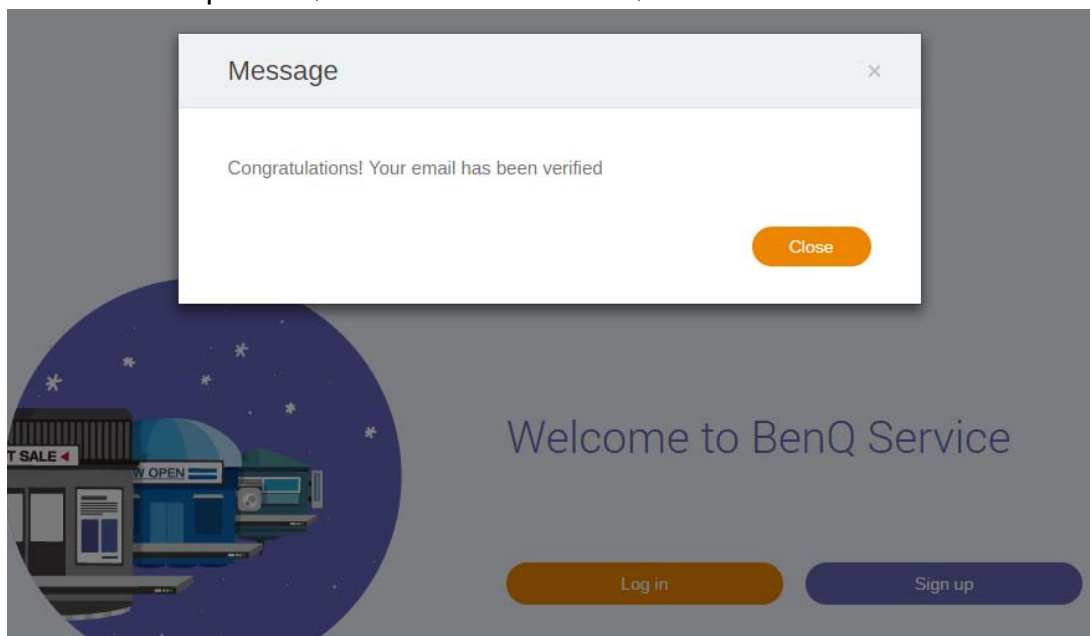 Message
×
Congratulations! Your email has been verified
Close
T SALE
W OPEN
Welcome to BenQ Service
Log in
Sign up